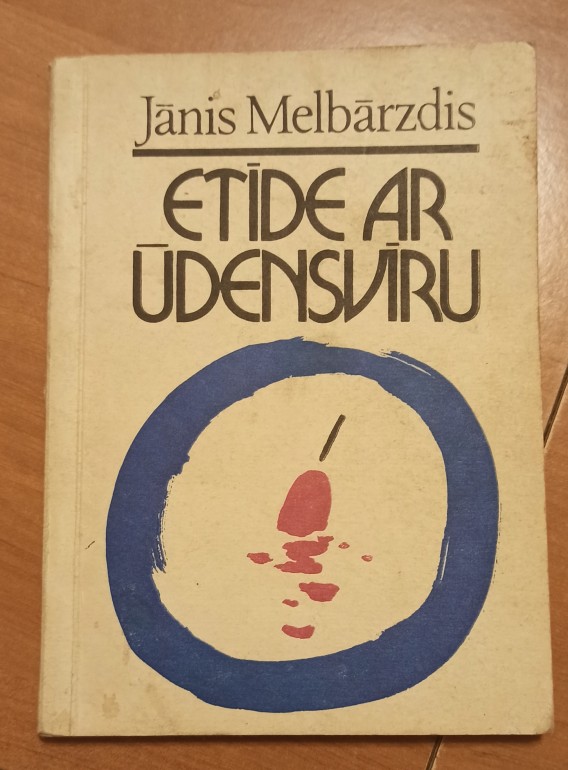 Jānis Melbārzdis
ETĪDE AR
ŪDENSVĪRU